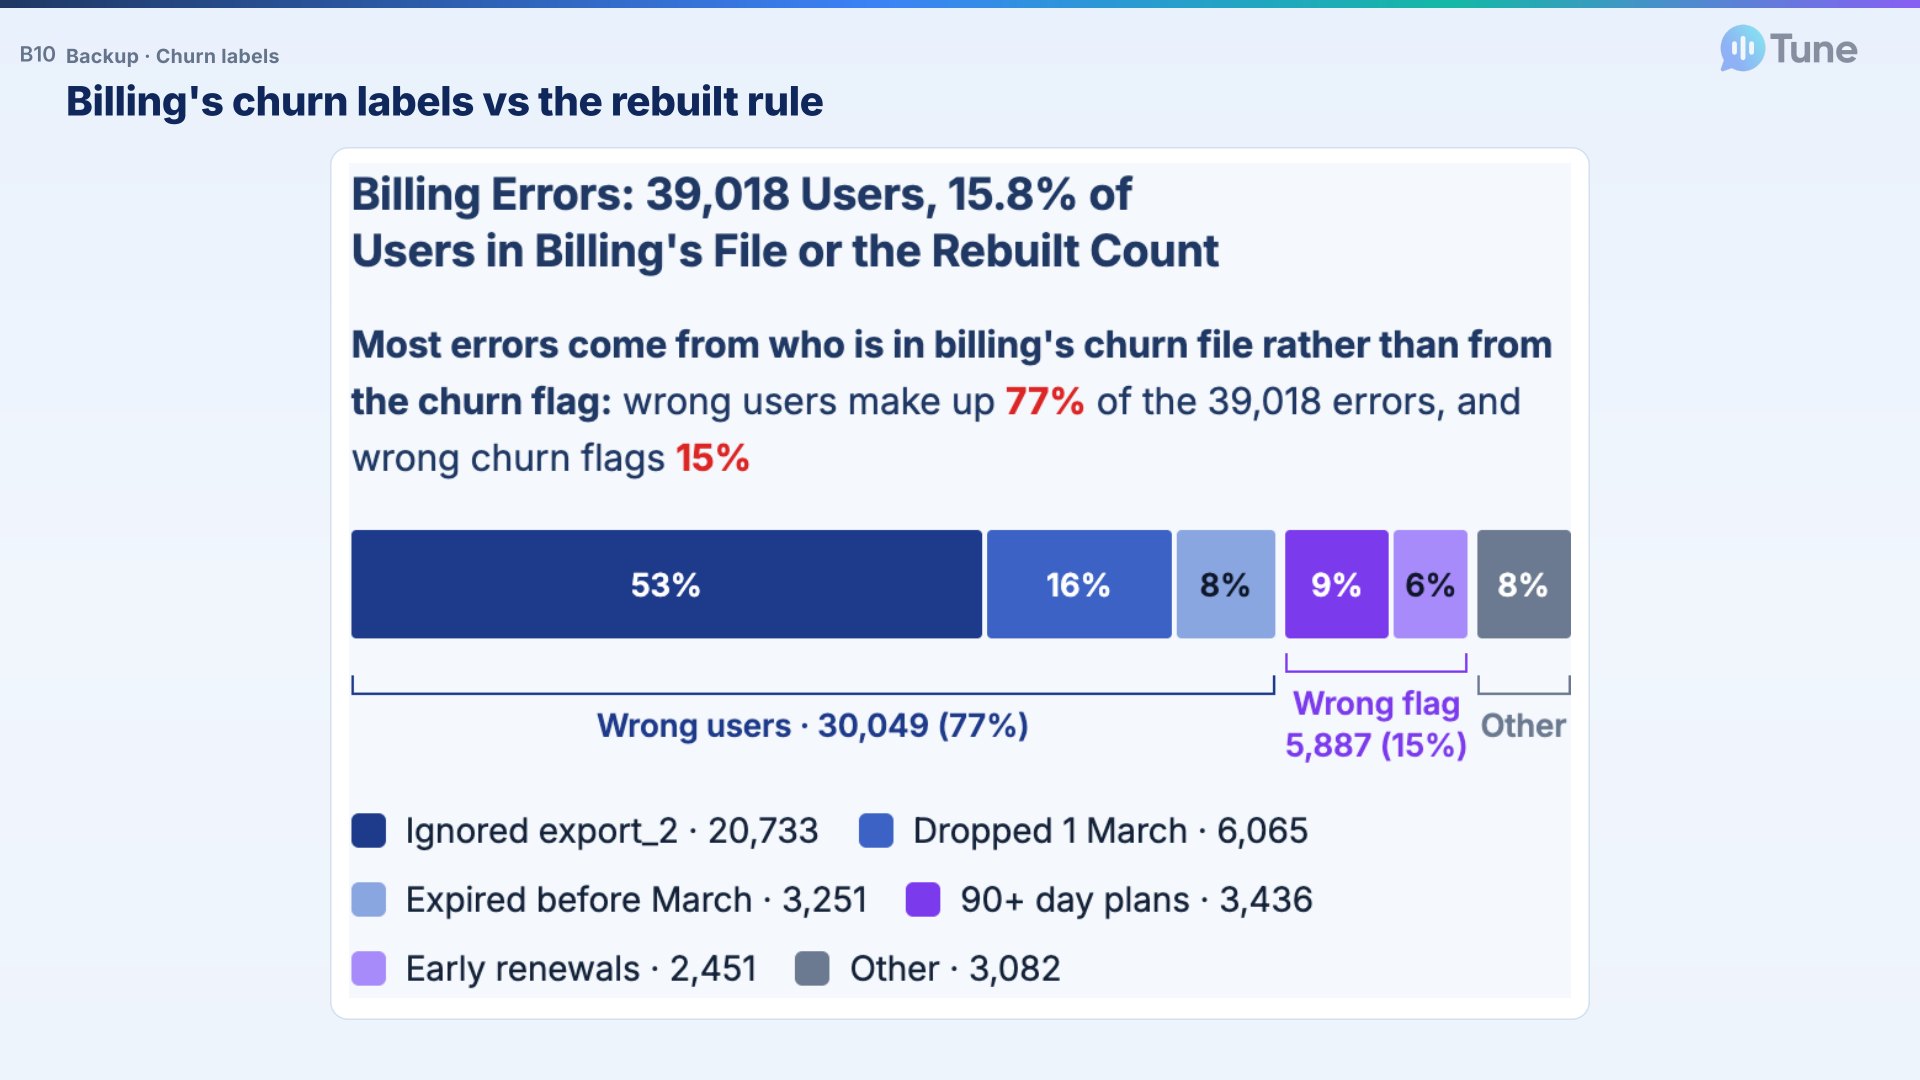 B10 Backup · Churn labels
Tune
Billing's churn labels vs the rebuilt rule
Billing Errors: 39,018 Users, 15.8% of
Users in Billing's File or the Rebuilt Count
Most errors come from who is in billing's churn file rather than from
the churn flag: wrong users make up 77% of the 39,018 errors, and
wrong churn flags 15%
53% 16% 8% 9% 6% 8%
Wrong users · 30,049 (77%)
Wrong flag
5,887 (15%)
Other
Ignored export_2 · 20,733 Dropped 1 March · 6,065
Expired before March · 3,251 90+ day plans · 3,436
Early renewals · 2,451 Other · 3,082